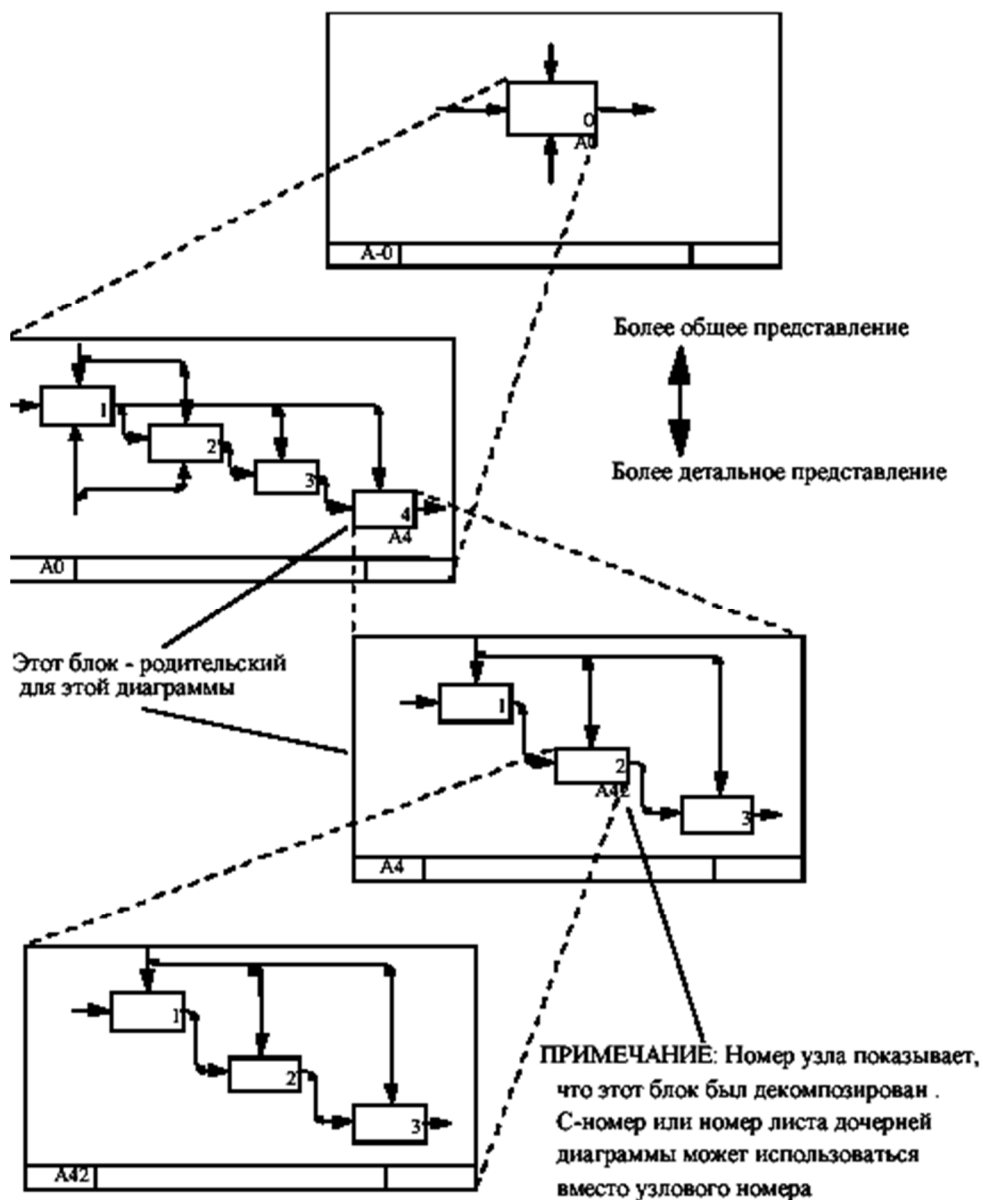 0
A0
A-0
Более общее представление
Более детальное представление
1
2
3
4
A4
A0
Этот блок - родительский
для этой диаграммы
1
2
A42
3
A4
1
2
3
A42
ПРИМЕЧАНИЕ: Номер узла показывает,
что этот блок был декомпозирован .
С-номер или номер листа дочерней
диаграммы может использоваться
вместо узлового номера